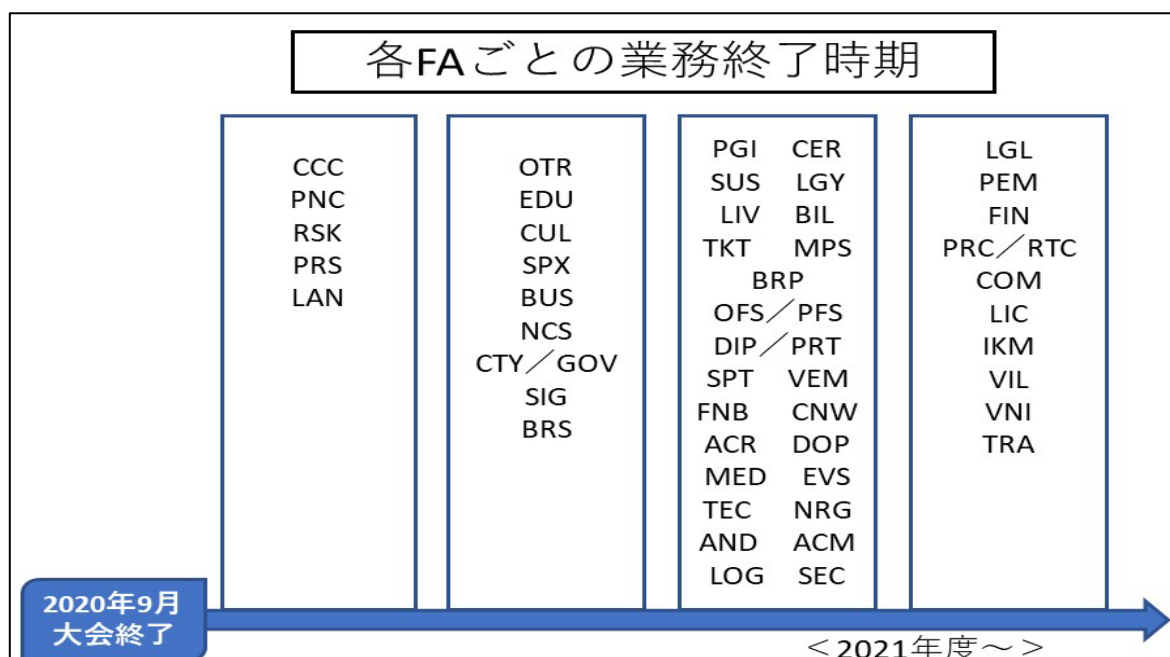 各FAごとの業務終了時期
CCC
PNC
RSK
PRS
LAN
OTR
EDU
CUL
SPX
BUS
NCS
CTY／GOV
SIG
BRS
PGI CER
SUS LGY
LIV BIL
TKT MPS
BRP
OFS／PFS
DIP／PRT
SPT VEM
FNB CNW
ACR DOP
MED EVS
TEC NRG
AND ACM
LOG SEC
LGL
PEM
FIN
PRC／RTC
COM
LIC
IKM
VIL
VNI
TRA
2020年9月
大会終了
＜2021年度～＞